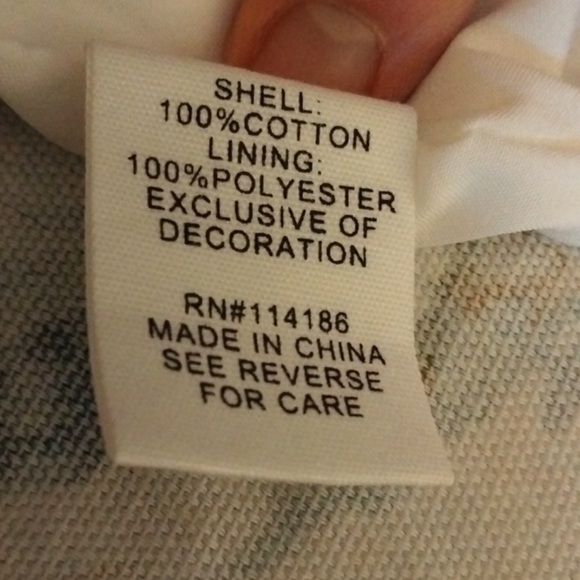 SHELL:
100%COTTON
LINING:
100%POLYESTER
EXCLUSIVE OF
DECORATION
RN#114186
MADE IN CHINA
SEE REVERSE
FOR CARE